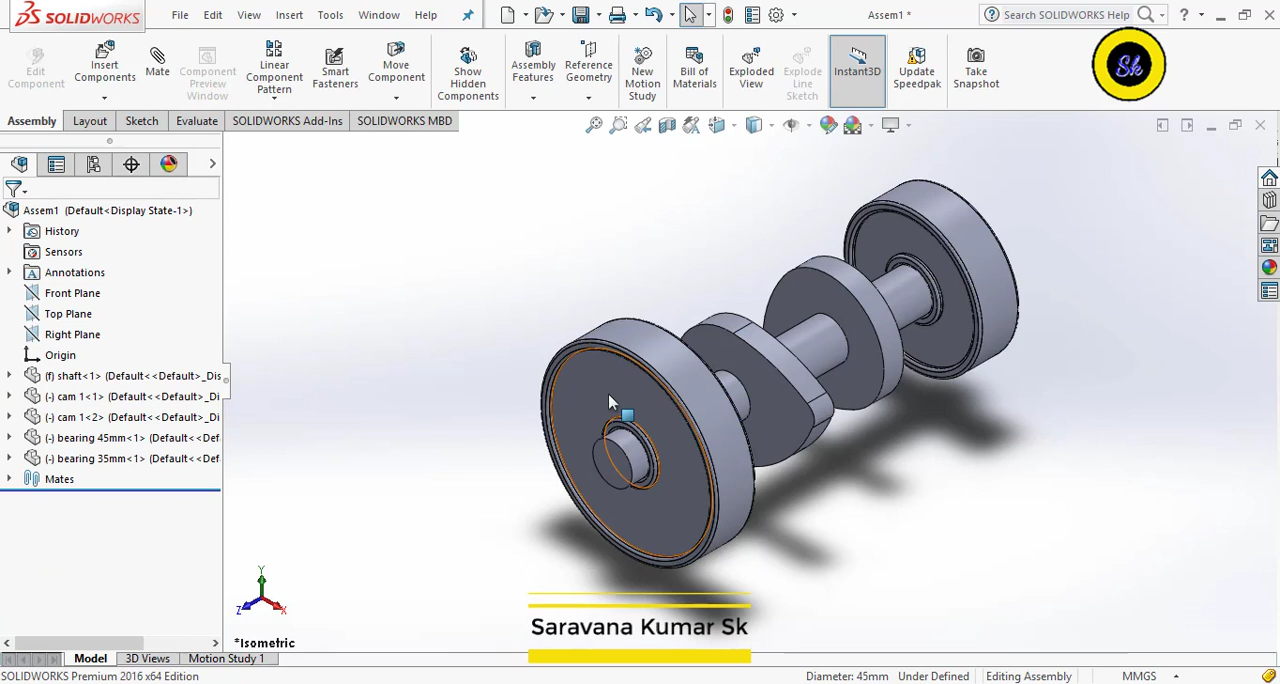 SOLIDWORKS
File Edit View Insert Tools Window Help
Assem1 *
Search SOLIDWORKS Help
?
Edit Component
Insert Components
Mate
Component Preview Window
Linear Component Pattern
Smart Fasteners
Move Component
Show Hidden Components
Assembly Features
Reference Geometry
New Motion Study
Bill of Materials
Exploded View
Explode Line Sketch
Instant3D
Update Speedpak
Take Snapshot
Sk
Assembly Layout Sketch Evaluate SOLIDWORKS Add-Ins SOLIDWORKS MBD
Assem1 (Default<Display State-1>)
History
Sensors
Annotations
Front Plane
Top Plane
Right Plane
Origin
(f) shaft<1> (Default<<Default>_Dis
(-) cam 1<1> (Default<<Default>_Di
(-) cam 1<2> (Default<<Default>_Di
(-) bearing 45mm<1> (Default<<Def
(-) bearing 35mm<1> (Default<<Def
Mates
Y
Z
X
*Isometric
Saravana Kumar Sk
Model 3D Views Motion Study 1
SOLIDWORKS Premium 2016 x64 Edition
Diameter: 45mm Under Defined Editing Assembly MMGS